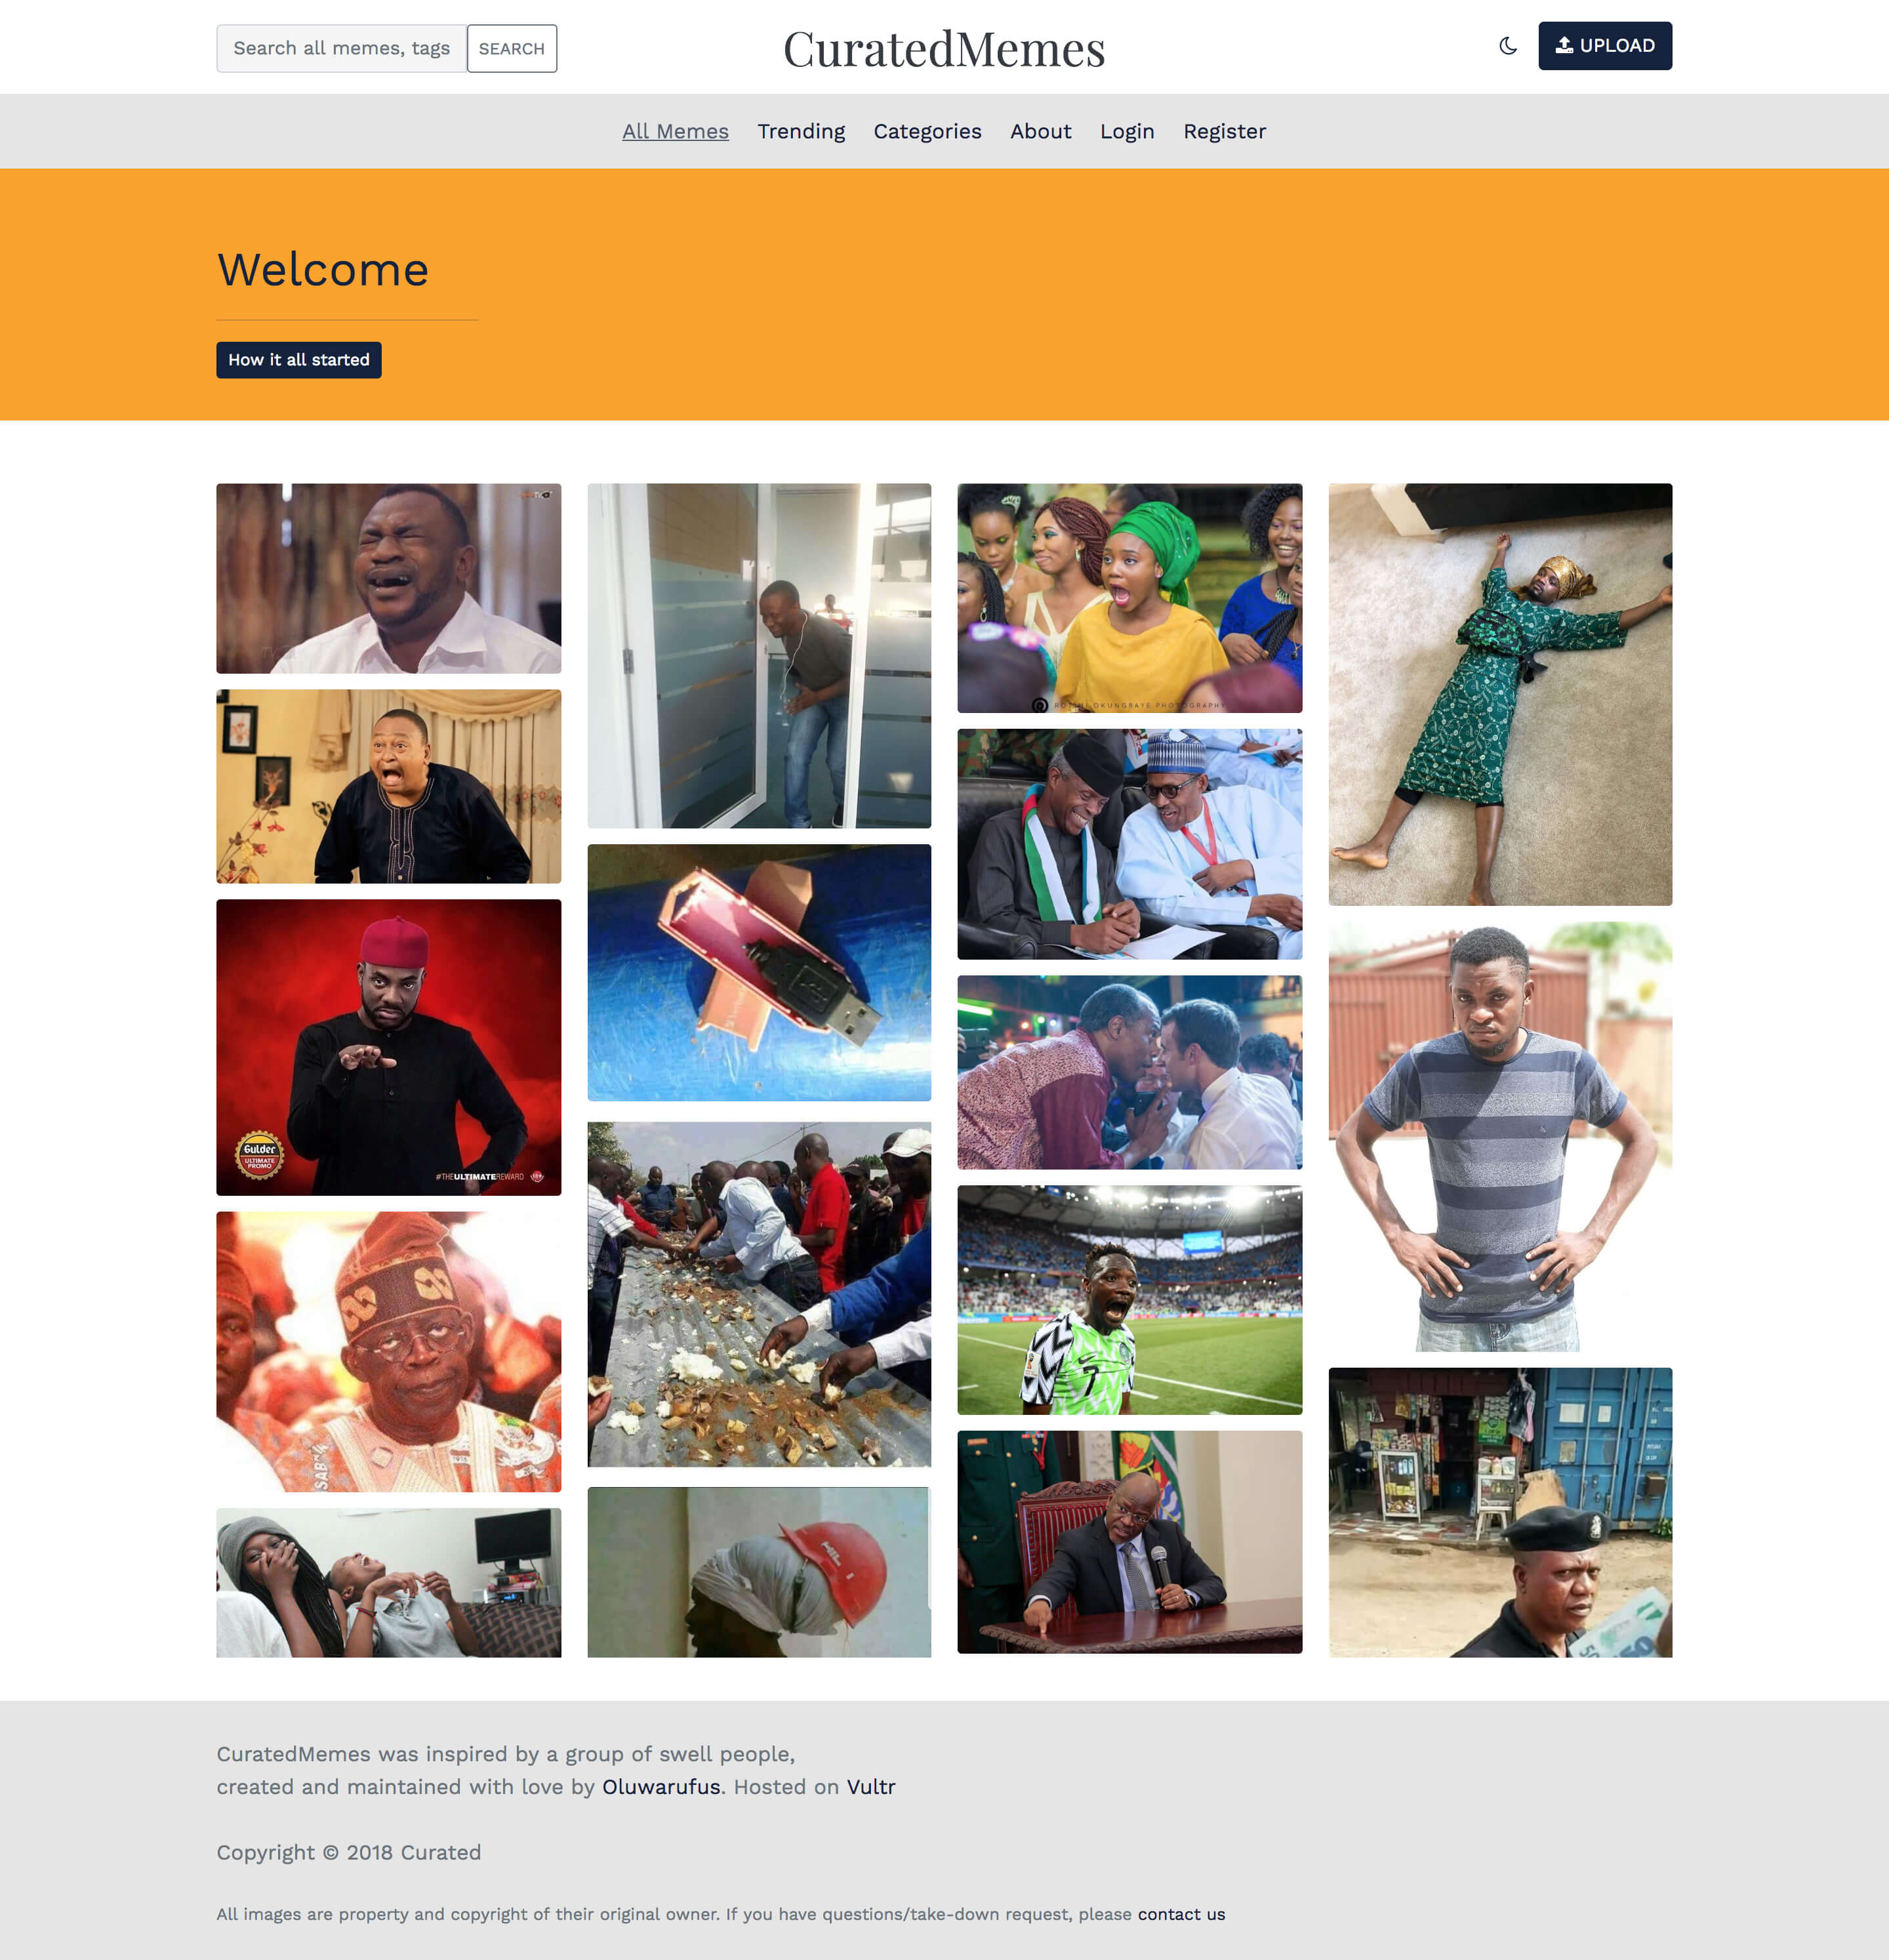 Search all memes, tags
SEARCH
CuratedMemes
UPLOAD
All Memes
Trending
Categories
About
Login
Register
Welcome
How it all started
PHOTOGRAPHY
7
Gulder
ULTIMATE
PROMO
#THEULTIMATEREWARD
18+
CuratedMemes was inspired by a group of swell people,
created and maintained with love by Oluwarufus. Hosted on Vultr
Copyright © 2018 Curated
All images are property and copyright of their original owner. If you have questions/take-down request, please contact us